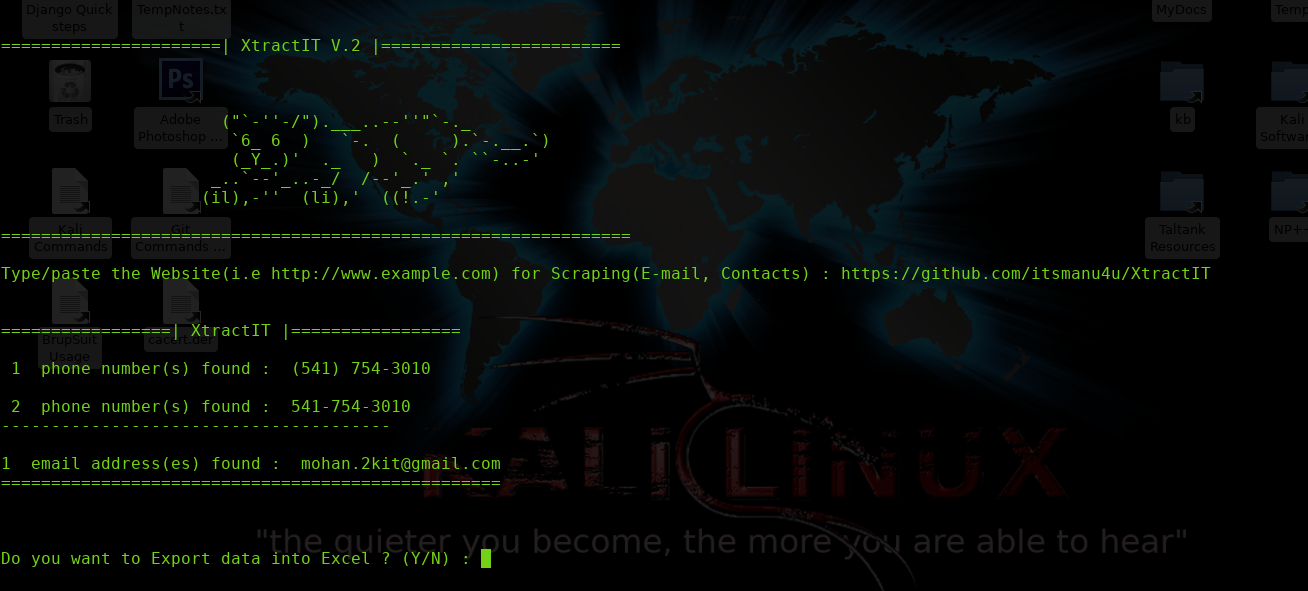 Django Quick steps
TempNotes.txt
MyDocs
Temp
======================| XtractIT V.2 |========================
Trash
Adobe Photoshop ...
kb
Kali Softwa
("`-''-/").___..--''"`-._
`6_ 6  )   `-.  (     ).`-.__.`)
(_Y_.)'  ._   )  `._ `. ``-..-'
_..`--'_..-_/  /--'_.' ,'
(il),-''  (li),'  ((!.-'
Kali Commands
Git Commands ...
Taltank Resources
NP++
===============================================================
Type/paste the Website(i.e http://www.example.com) for Scraping(E-mail, Contacts) : https://github.com/itsmanu4u/XtractIT
=================| XtractIT |=================
BrupSuit Usage
cacert.der
1  phone number(s) found :  (541) 754-3010
2  phone number(s) found :  541-754-3010
---------------------------------------
1  email address(es) found :  mohan.2kit@gmail.com
==================================================
KALI LINUX
"the quieter you become, the more you are able to hear"
Do you want to Export data into Excel ? (Y/N) :